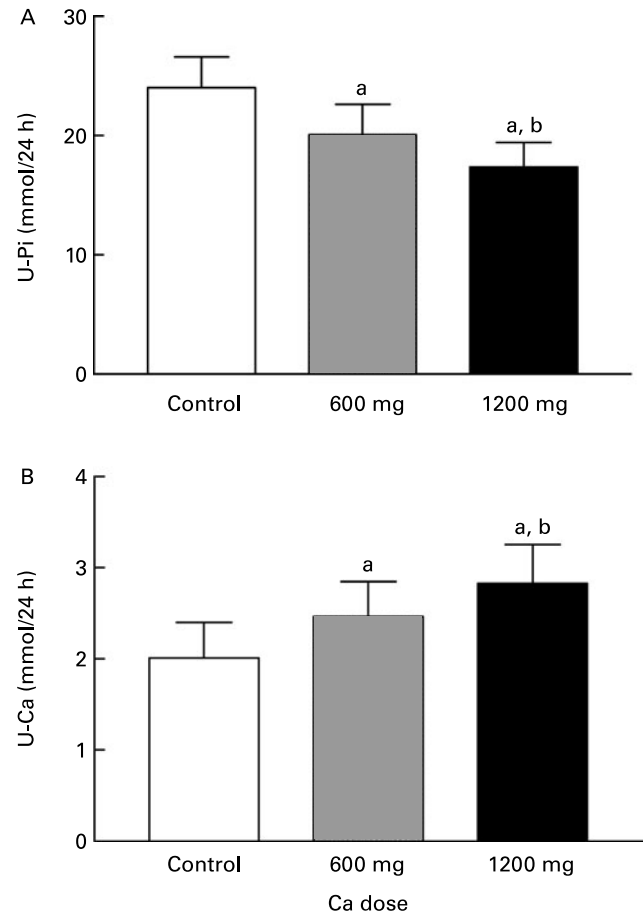 A
30
20
10
0
U-Pi (mmol/24 h)
a
a, b
Control
600 mg
1200 mg
B
4
3
2
1
0
U-Ca (mmol/24 h)
a
a, b
Control
600 mg
1200 mg
Ca dose